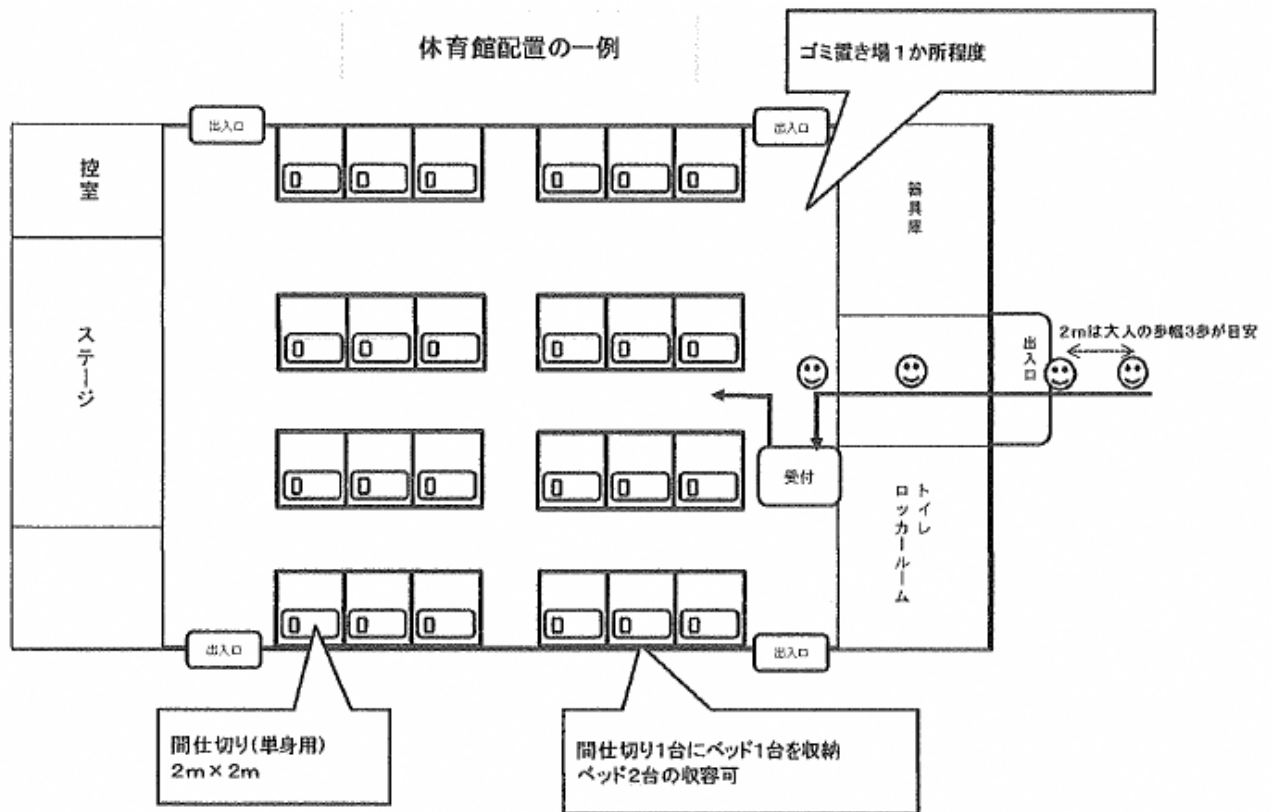 体育館配置の一例
ゴミ置き場1か所程度
出入口
出入口
控室
器具庫
ステージ
出入口
2mは大人の歩幅3歩が目安
受付
トイレ
ロッカールーム
出入口
出入口
間仕切り(単身用)
2m×2m
間仕切り1台にベッド1台を収納
ベッド2台の収容可